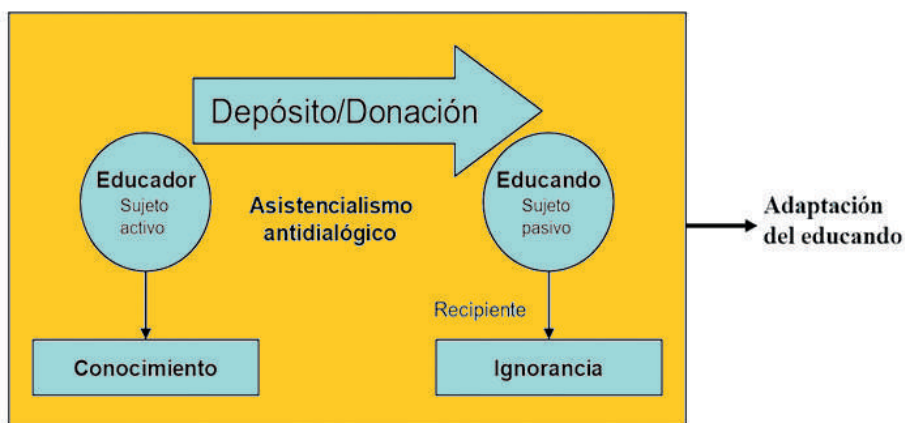 Depósito/Donación
Educador
Sujeto
activo
Asistencialismo
antidialógico
Educando
Sujeto
pasivo
Adaptación
del educando
Recipiente
Conocimiento
Ignorancia